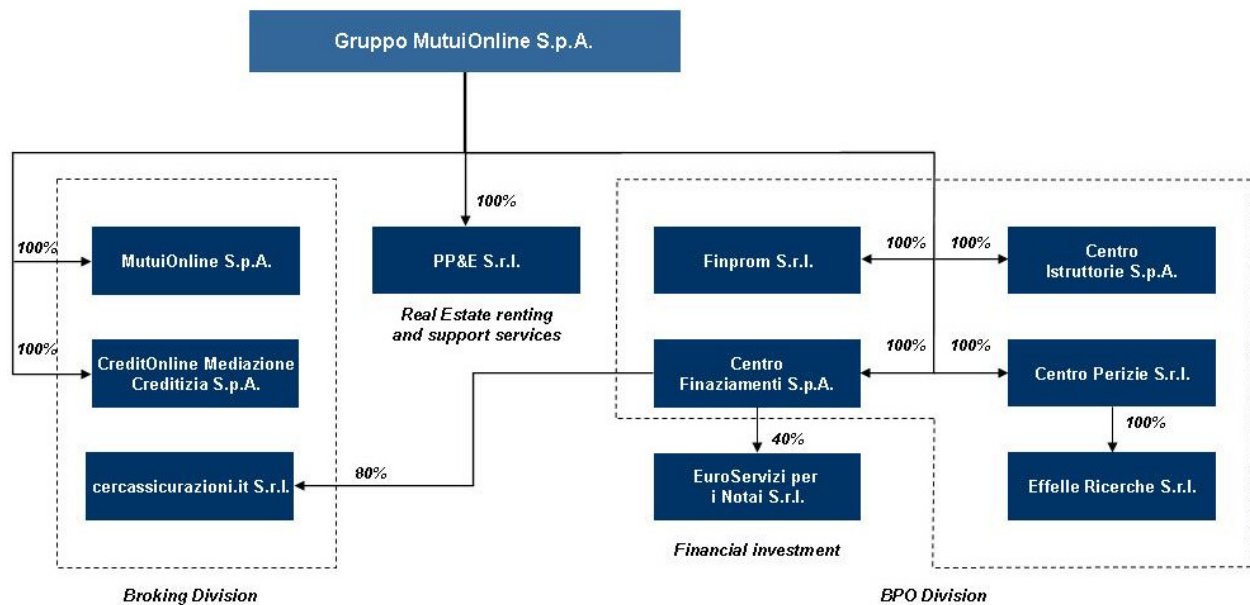 Gruppo MutuiOnline S.p.A.
100%
100%
MutuiOnline S.p.A.
PP&E S.r.l.
Real Estate renting
and support services
Finprom S.r.l.
100%
100%
Centro
Istruttorie S.p.A.
100%
CreditOnline Mediazione
Creditizia S.p.A.
Centro
Finaziamenti S.p.A.
100%
100%
Centro Perizie S.r.l.
40%
100%
cercassicurazioni.it S.r.l.
80%
EuroServizi per
i Notai S.r.l.
Effelle Ricerche S.r.l.
Financial investment
Broking Division
BPO Division